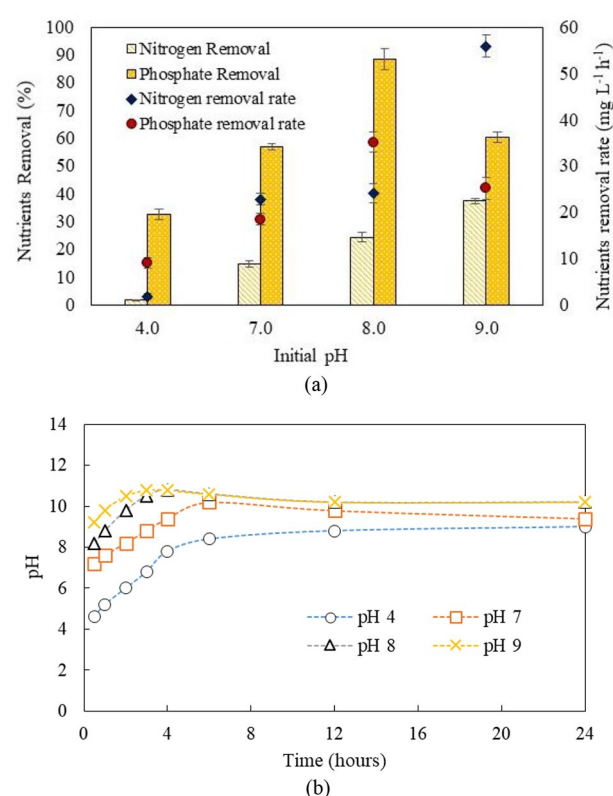 100
90
80
70
60
50
40
30
20
10
0
Nutrients Removal (%)
Nitrogen Removal
Phosphate Removal
Nitrogen removal rate
Phosphate removal rate
60
50
40
30
20
10
0
Nutrients removal rate (mg L⁻¹ h⁻¹)
4.0 7.0 8.0 9.0
Initial pH
(a)
14
12
10
8
6
4
2
0
pH
pH 4 pH 7
pH 8 pH 9
0 4 8 12 16 20 24
Time (hours)
(b)